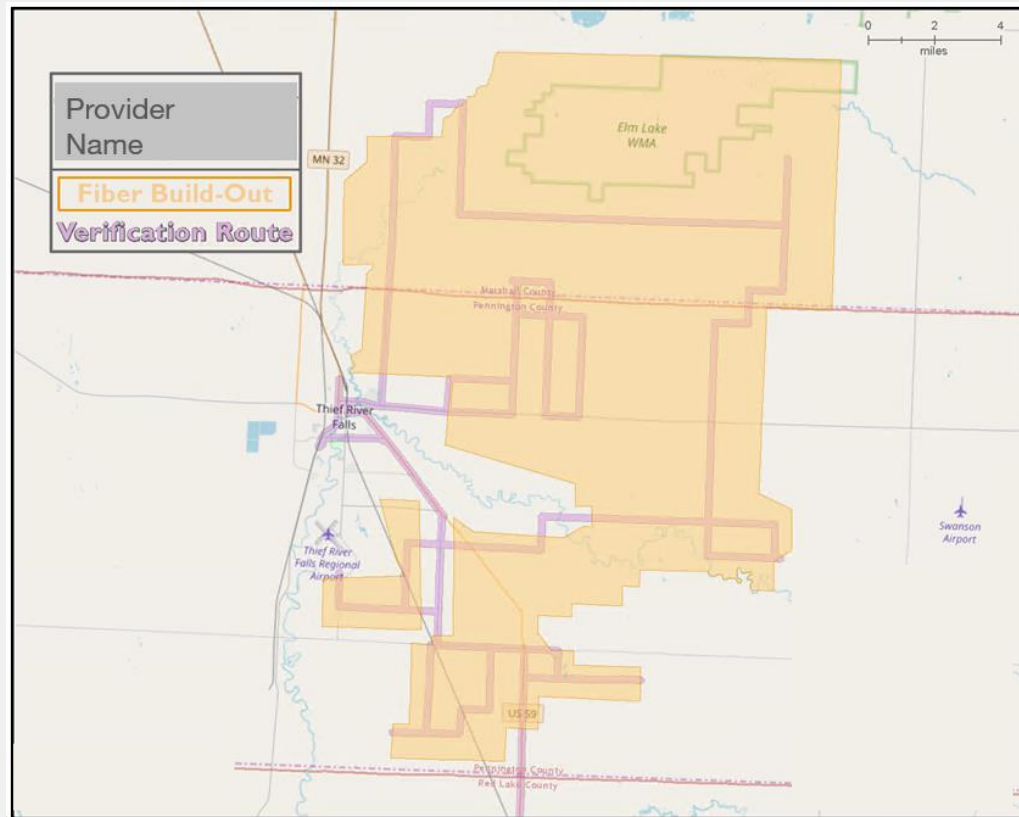 0 2 4
miles
Provider
Name
Fiber Build-Out
Verification Route
MN 32
Elm Lake
WMA
Marshall County
Pennington County
Thief River
Falls
Swanson
Airport
Thief River
Falls Regional
Airport
US 59
Pennington County
Red Lake County